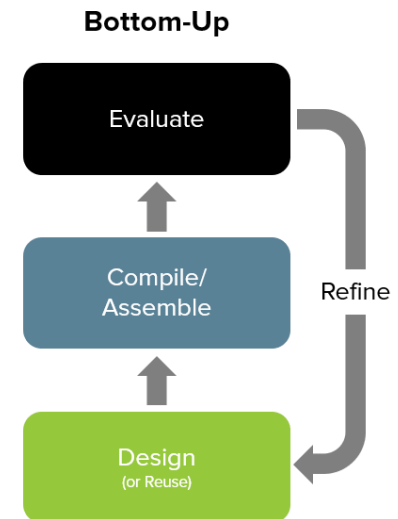 Bottom-Up
Evaluate
Compile/
Assemble
Refine
Design
(or Reuse)